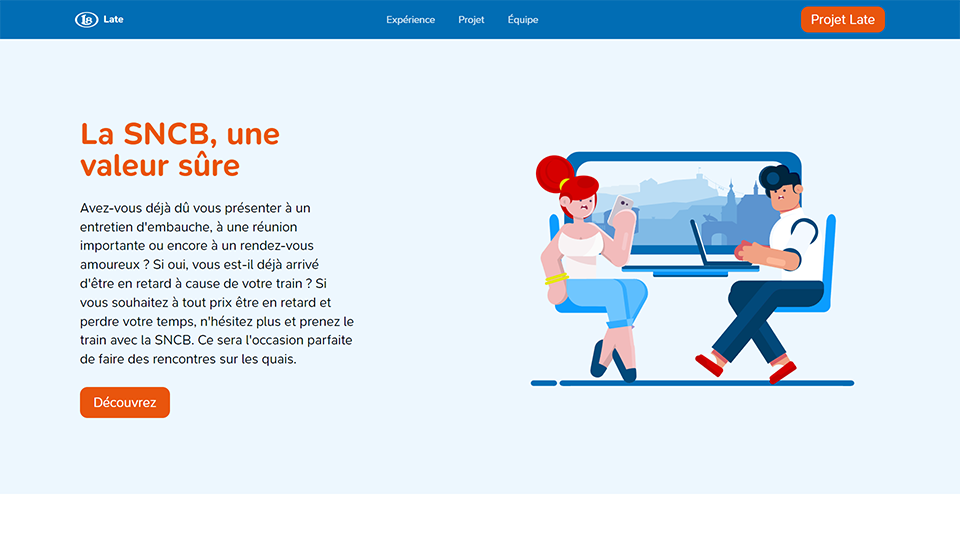 LB Late
Expérience Projet Équipe
Projet Late
La SNCB, une
valeur sûre
Avez-vous déjà dû vous présenter à un
entretien d'embauche, à une réunion
importante ou encore à un rendez-vous
amoureux ? Si oui, vous est-il déjà arrivé
d'être en retard à cause de votre train ? Si
vous souhaitez à tout prix être en retard et
perdre votre temps, n'hésitez plus et prenez le
train avec la SNCB. Ce sera l'occasion parfaite
de faire des rencontres sur les quais.
Découvrez